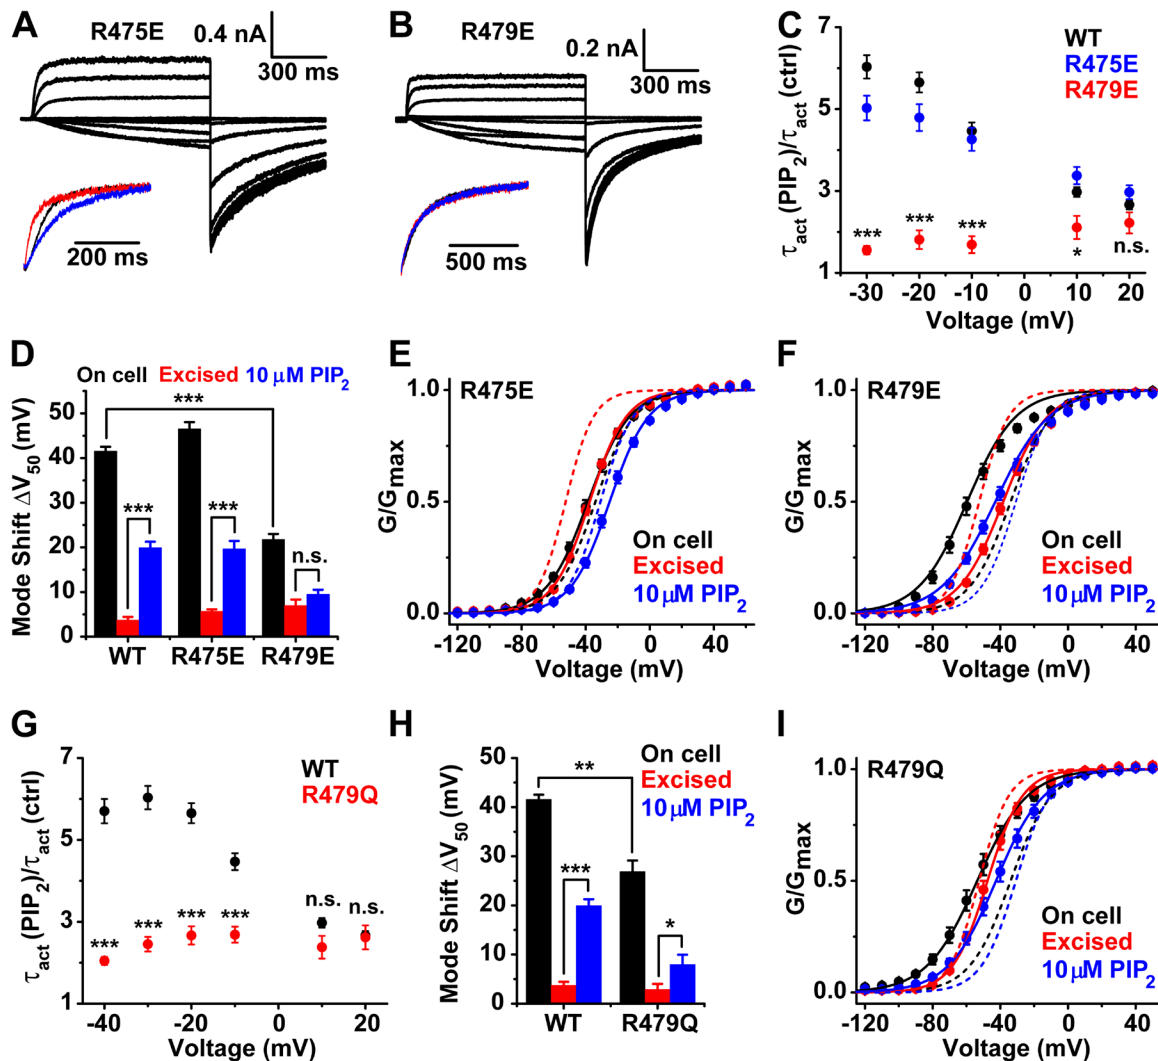 A
R475E
0.4 nA
300 ms
200 ms
B
R479E
0.2 nA
300 ms
500 ms
C
τact (PIP2)/τact (ctrl)
7
5
3
1
WT
R475E
R479E
***
***
***
*
n.s.
-30 -20 -10 0 10 20
Voltage (mV)
D
On cell Excised 10 μM PIP2
Mode Shift ΔV50 (mV)
50
40
30
20
10
0
***
***
***
n.s.
WT R475E R479E
E
R475E
G/Gmax
1.0
0.5
0.0
On cell
Excised
10 μM PIP2
-120 -80 -40 0 40
Voltage (mV)
F
R479E
G/Gmax
1.0
0.5
0.0
On cell
Excised
10 μM PIP2
-120 -80 -40 0 40
Voltage (mV)
G
τact (PIP2)/τact (ctrl)
7
5
3
1
WT
R479Q
***
***
***
***
n.s.
n.s.
-40 -20 0 20
Voltage (mV)
H
Mode Shift ΔV50 (mV)
50
40
30
20
10
0
On cell
Excised
10 μM PIP2
**
***
*
WT R479Q
I
R479Q
G/Gmax
1.0
0.5
0.0
On cell
Excised
10 μM PIP2
-120 -80 -40 0 40
Voltage (mV)